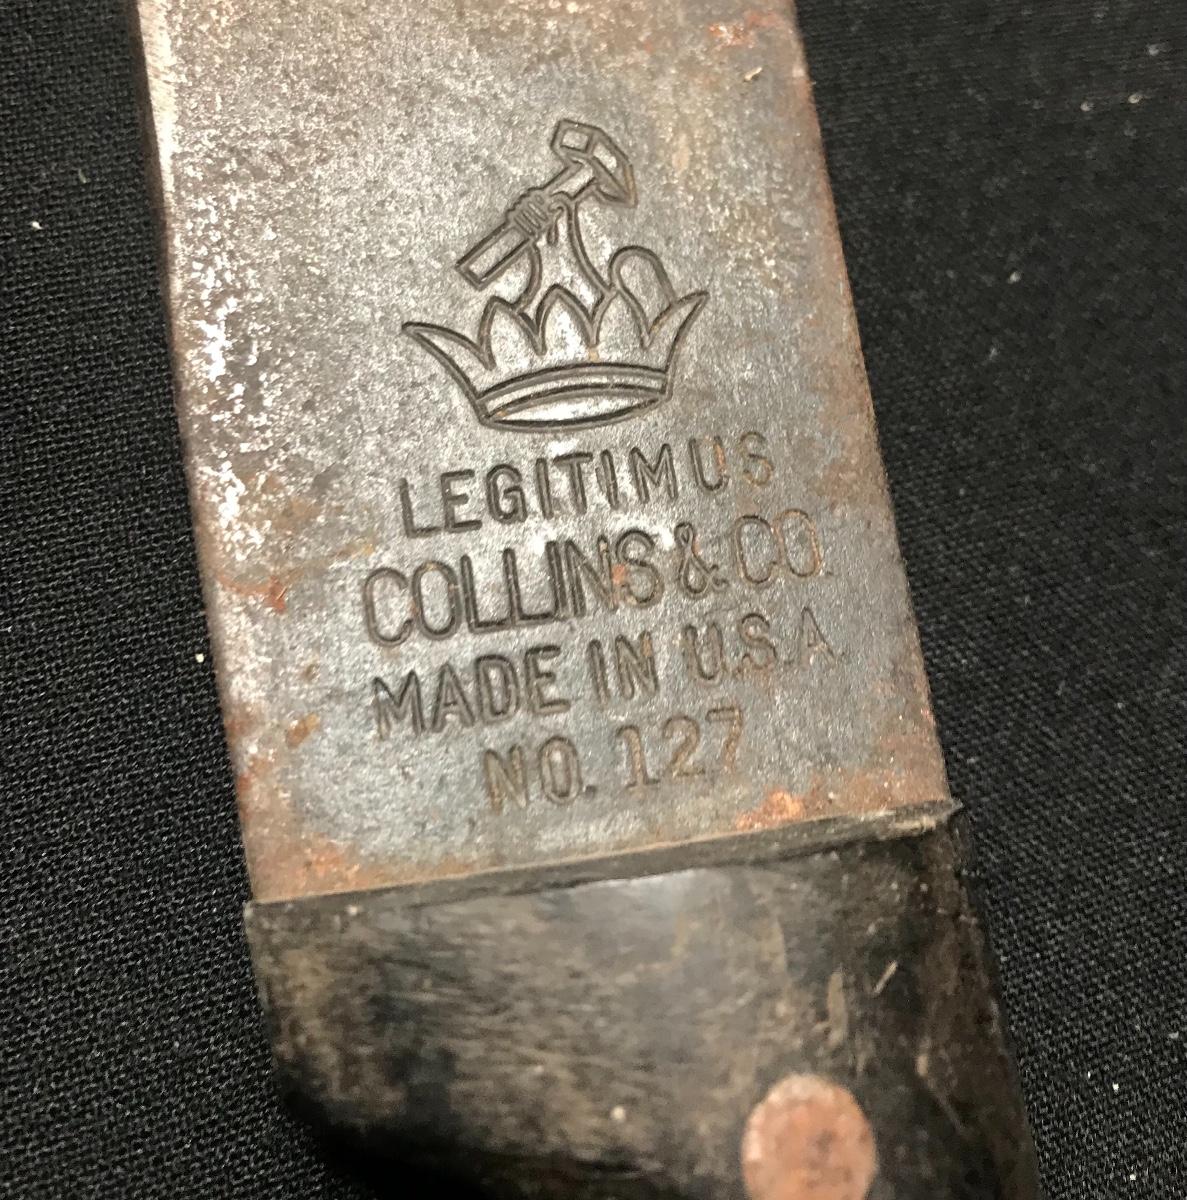 LEGITIMUS
COLLINS & CO.
MADE IN U.S.A.
NO. 127